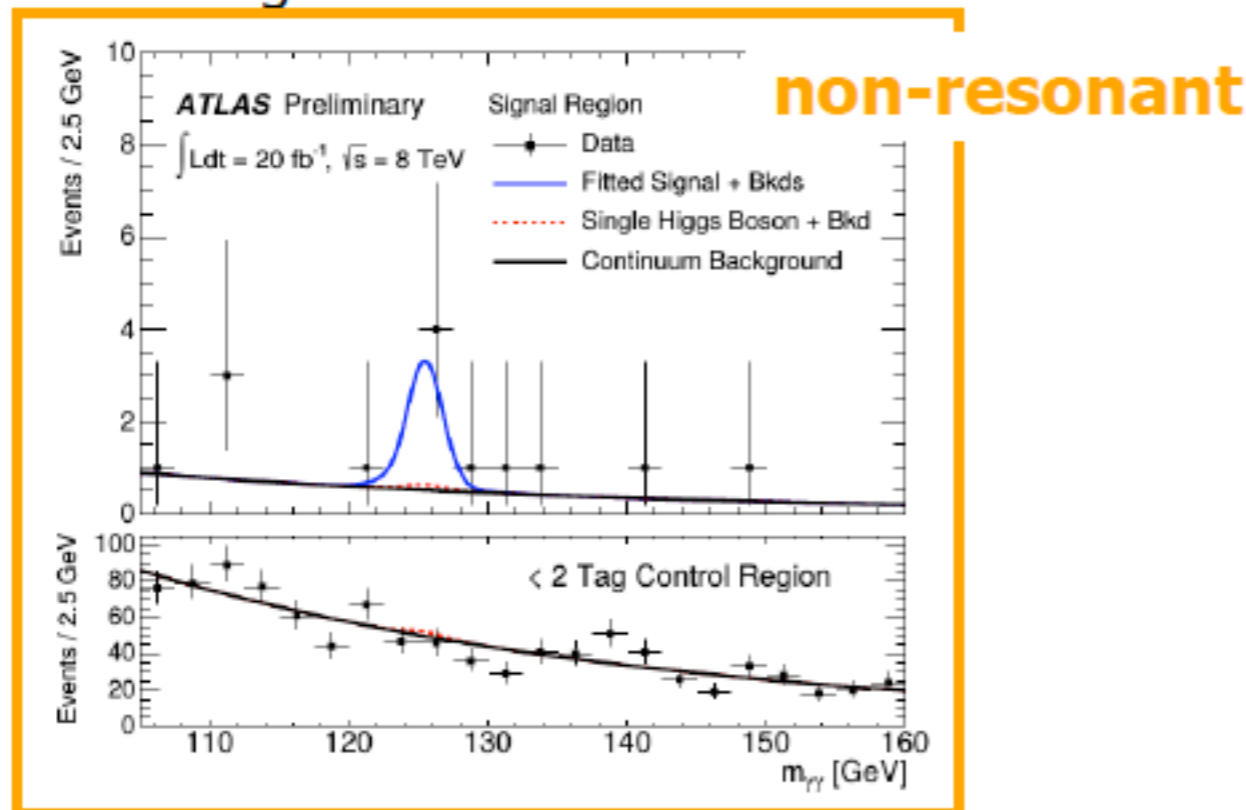 non-resonant
Events / 2.5 GeV
10
8
6
4
2
0
ATLAS Preliminary
∫Ldt = 20 fb⁻¹, √s = 8 TeV
Signal Region
Data
Fitted Signal + Bkds
Single Higgs Boson + Bkd
Continuum Background
Events / 2.5 GeV
100
80
60
40
20
0
< 2 Tag Control Region
110 120 130 140 150 160
mγγ [GeV]